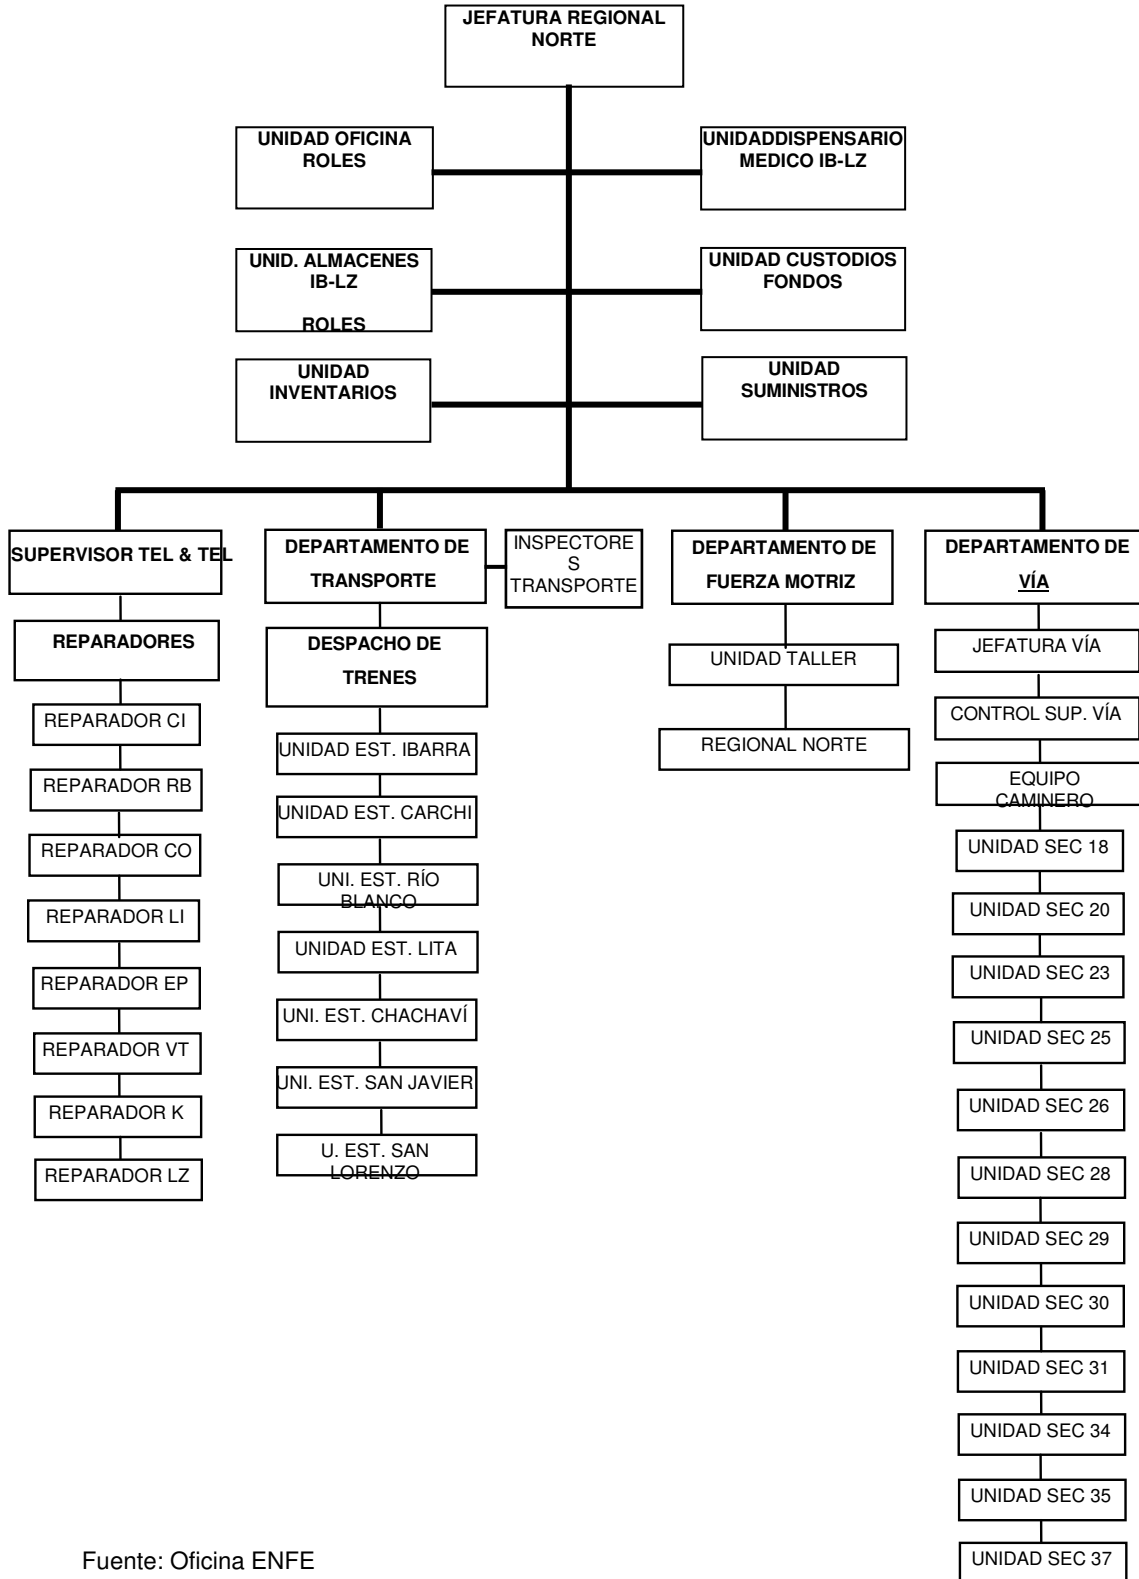 JEFATURA REGIONAL
NORTE
UNIDAD OFICINA
ROLES
UNIDADDISPENSARIO
MEDICO IB-LZ
UNID. ALMACENES
IB-LZ
ROLES
UNIDAD CUSTODIOS
FONDOS
UNIDAD
INVENTARIOS
UNIDAD
SUMINISTROS
SUPERVISOR TEL & TEL
REPARADORES
REPARADOR CI
REPARADOR RB
REPARADOR CO
REPARADOR LI
REPARADOR EP
REPARADOR VT
REPARADOR K
REPARADOR LZ
DEPARTAMENTO DE
TRANSPORTE
INSPECTORE
S
TRANSPORTE
DESPACHO DE
TRENES
UNIDAD EST. IBARRA
UNIDAD EST. CARCHI
UNI. EST. RÍO
BLANCO
UNIDAD EST. LITA
UNI. EST. CHACHAVÍ
UNI. EST. SAN JAVIER
U. EST. SAN
LORENZO
DEPARTAMENTO DE
FUERZA MOTRIZ
UNIDAD TALLER
REGIONAL NORTE
DEPARTAMENTO DE
VÍA
JEFATURA VÍA
CONTROL SUP. VÍA
EQUIPO
CAMINERO
UNIDAD SEC 18
UNIDAD SEC 20
UNIDAD SEC 23
UNIDAD SEC 25
UNIDAD SEC 26
UNIDAD SEC 28
UNIDAD SEC 29
UNIDAD SEC 30
UNIDAD SEC 31
UNIDAD SEC 34
UNIDAD SEC 35
UNIDAD SEC 37
Fuente: Oficina ENFE